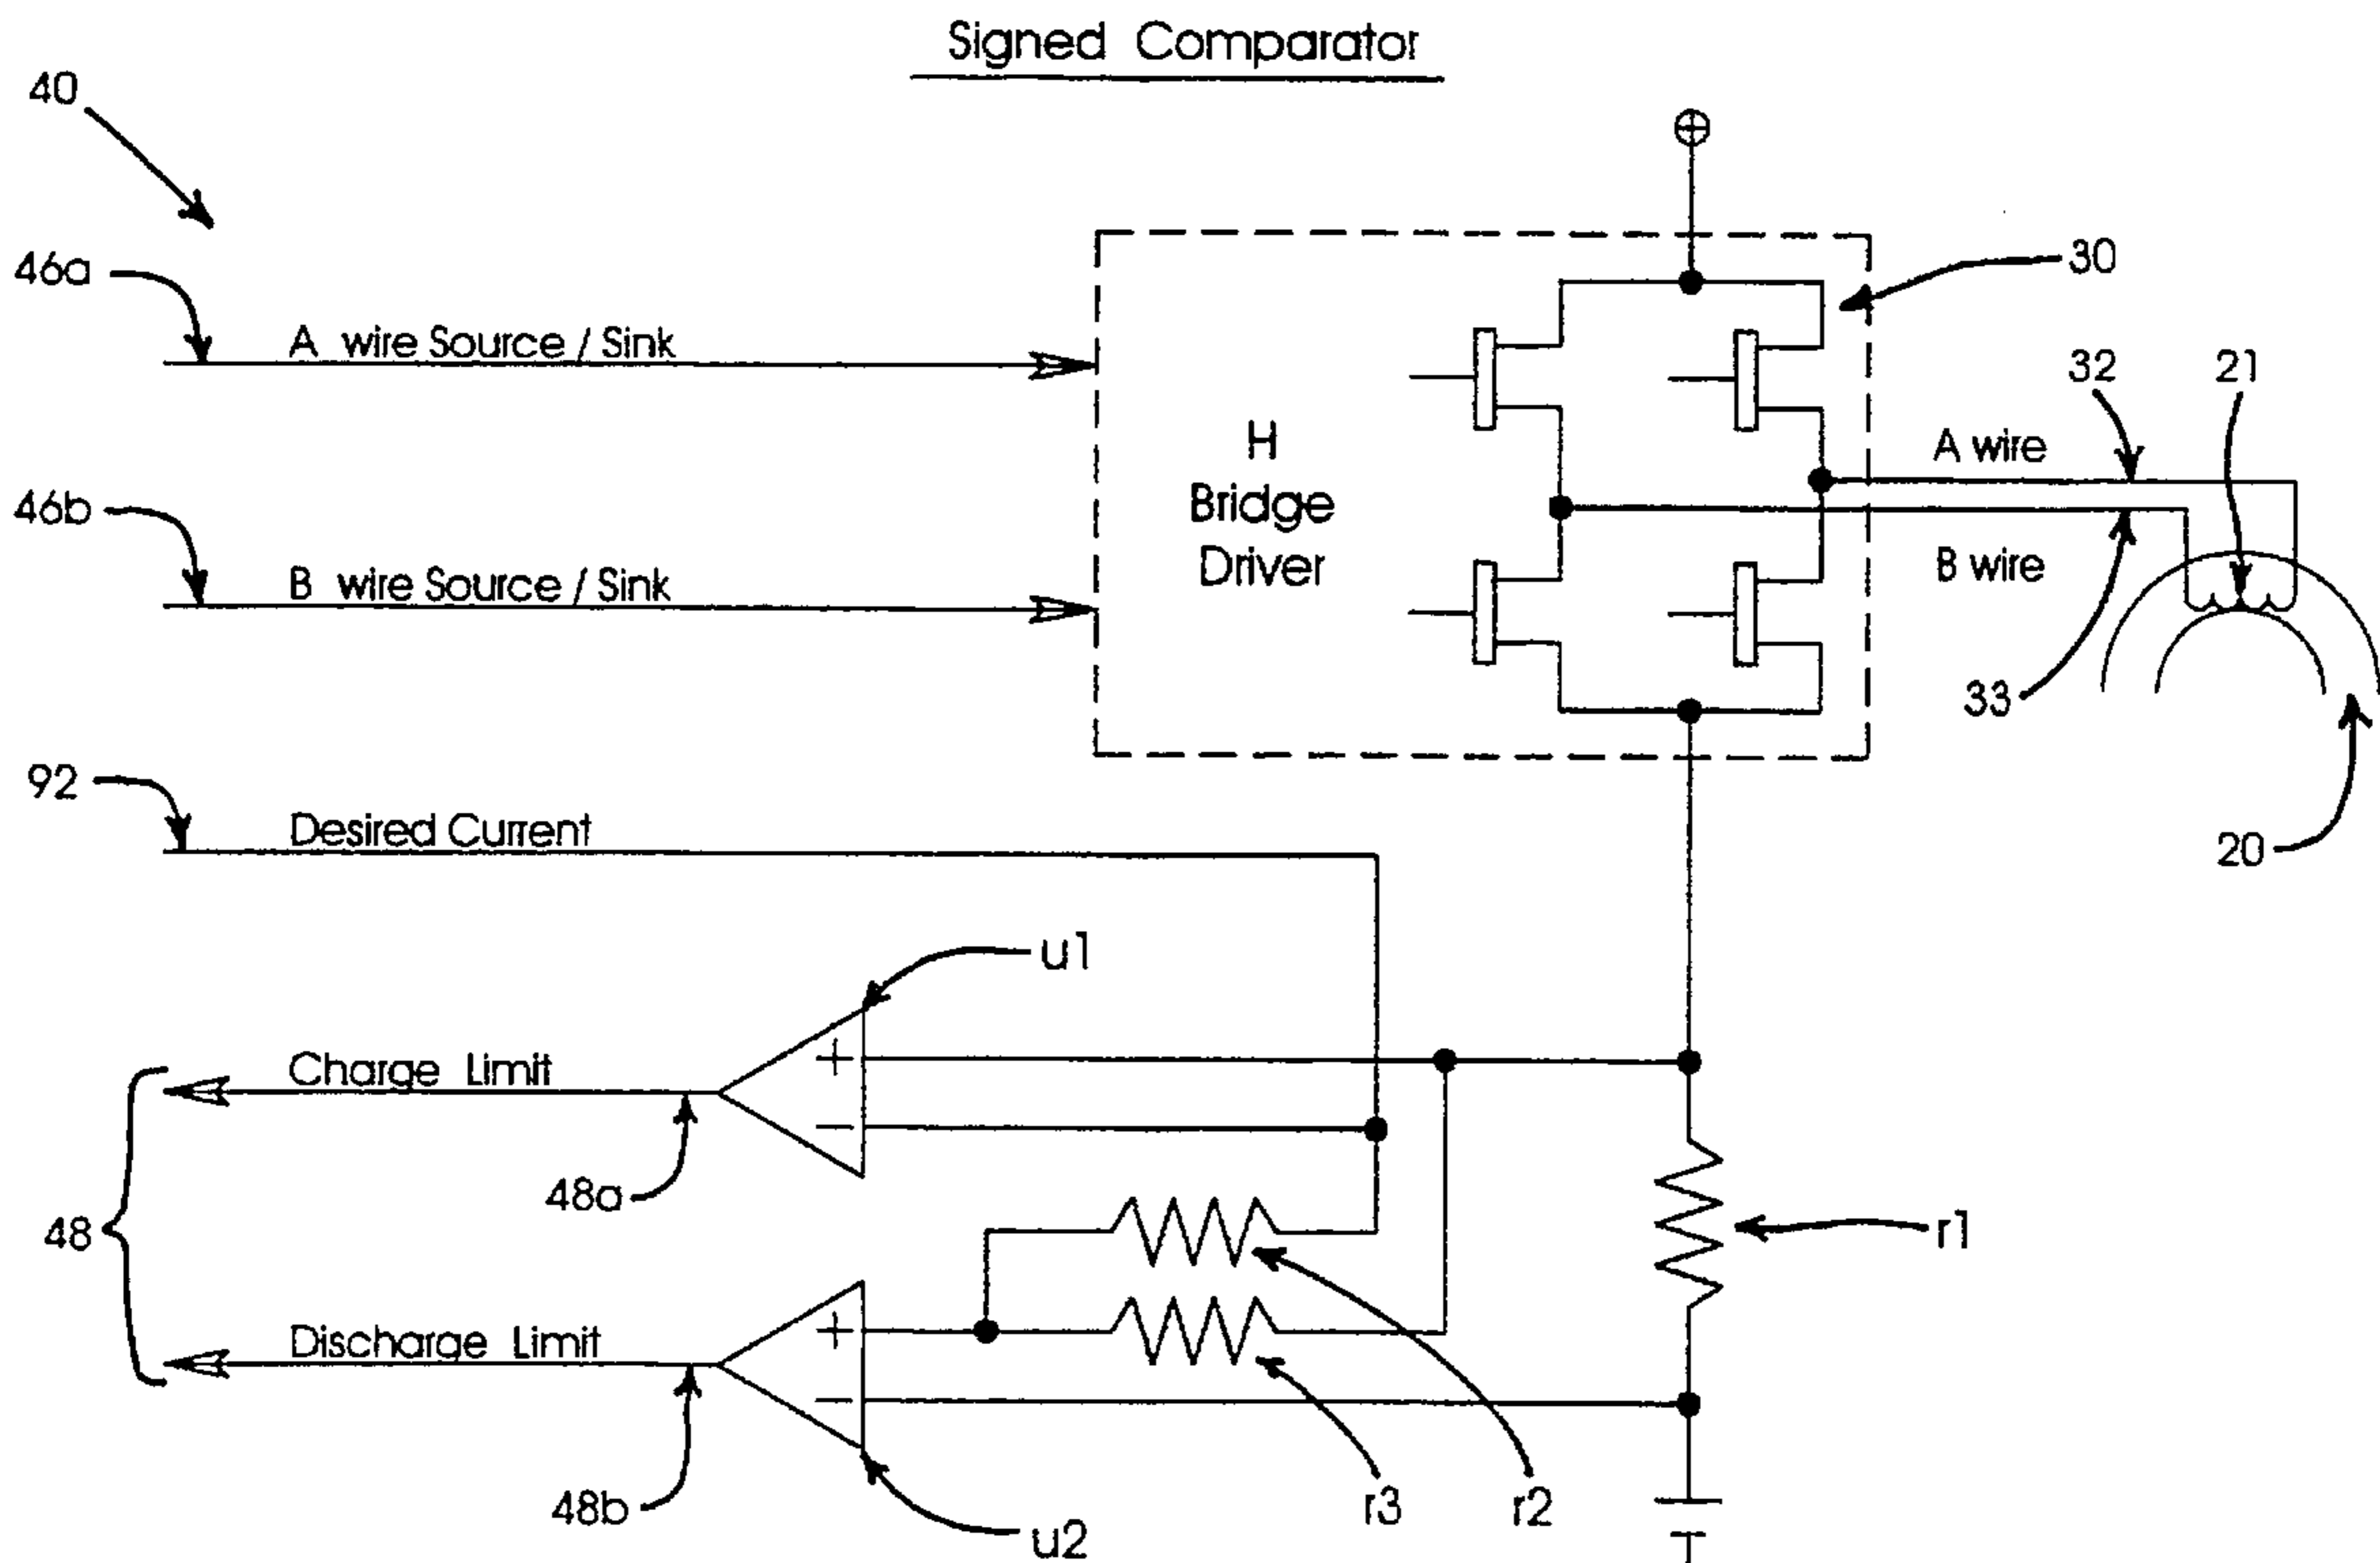 Signed Comparator
40
46a
A wire Source / Sink
30
32
21
H
Bridge
Driver
A wire
46b
B wire Source / Sink
B wire
33
20
92
Desired Current
u1
+
−
Charge Limit
48a
48
r1
+
−
Discharge Limit
48b
u2
r3
r2